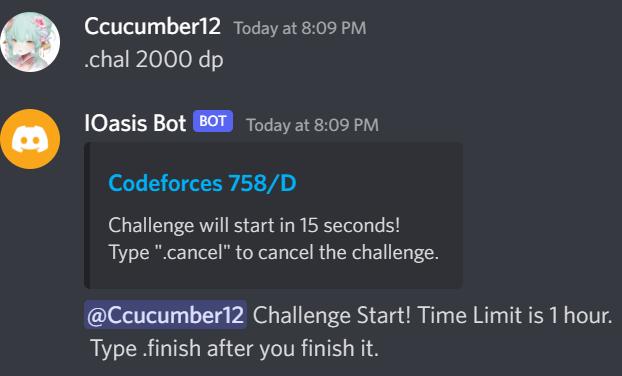 Ccucumber12 Today at 8:09 PM
.chal 2000 dp
IOasis Bot BOT Today at 8:09 PM
Codeforces 758/D
Challenge will start in 15 seconds!
Type ".cancel" to cancel the challenge.
@Ccucumber12 Challenge Start! Time Limit is 1 hour.
Type .finish after you finish it.